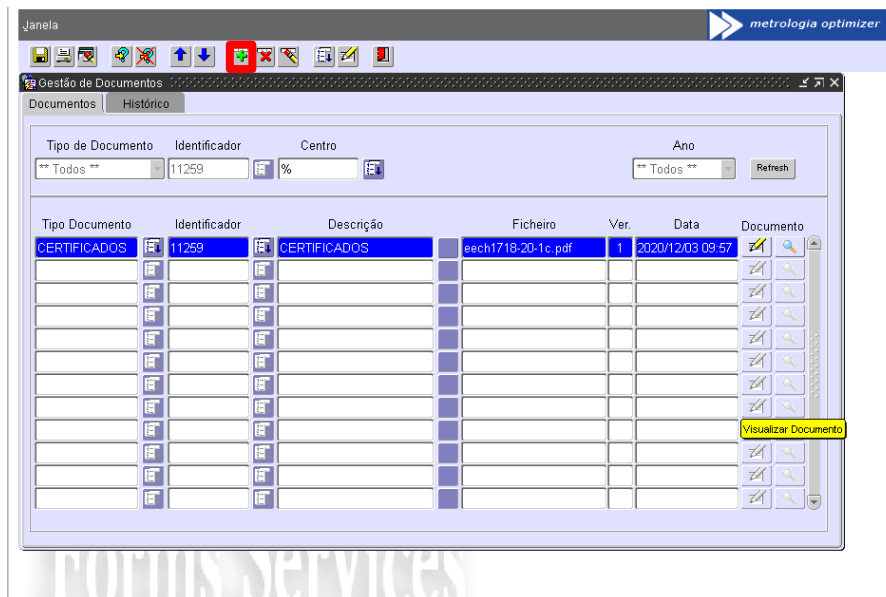 Janela
metrologia optimizer
Gestão de Documentos
Documentos Histórico
Tipo de Documento Identificador Centro Ano
** Todos ** 11259 % ** Todos ** Refresh
Tipo Documento Identificador Descrição Ficheiro Ver. Data Documento
CERTIFICADOS 11259 CERTIFICADOS eech1718-20-1c.pdf 1 2020/12/03 09:57
Visualizar Documento
Forms Services